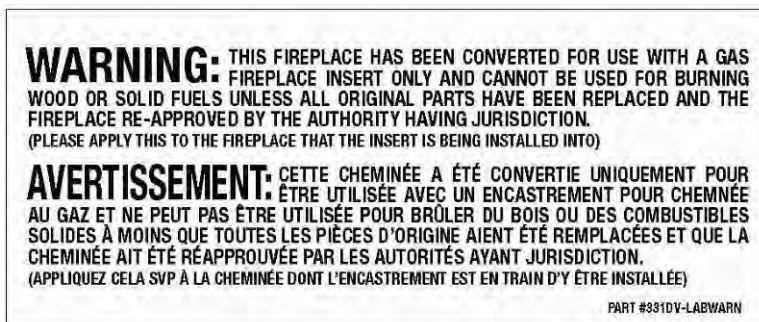 WARNING: THIS FIREPLACE HAS BEEN CONVERTED FOR USE WITH A GAS
FIREPLACE INSERT ONLY AND CANNOT BE USED FOR BURNING
WOOD OR SOLID FUELS UNLESS ALL ORIGINAL PARTS HAVE BEEN REPLACED AND THE
FIREPLACE RE-APPROVED BY THE AUTHORITY HAVING JURISDICTION.
(PLEASE APPLY THIS TO THE FIREPLACE THAT THE INSERT IS BEING INSTALLED INTO)
AVERTISSEMENT: CETTE CHEMINÉE A ÉTÉ CONVERTIE UNIQUEMENT POUR
ÊTRE UTILISÉE AVEC UN ENCASTREMENT POUR CHEMNÉE
AU GAZ ET NE PEUT PAS ÊTRE UTILISÉE POUR BRÛLER DU BOIS OU DES COMBUSTIBLES
SOLIDES À MOINS QUE TOUTES LES PIÈCES D'ORIGINE AIENT ÉTÉ REMPLACÉES ET QUE LA
CHEMINÉE AIT ÉTÉ RÉAPPROUVÉE PAR LES AUTORITÉS AYANT JURISDICTION.
(APPLIQUEZ CELA SVP À LA CHEMINÉE DONT L'ENCASTREMENT EST EN TRAIN D'Y ÊTRE INSTALLÉE)
PART #331DV-LABWARN